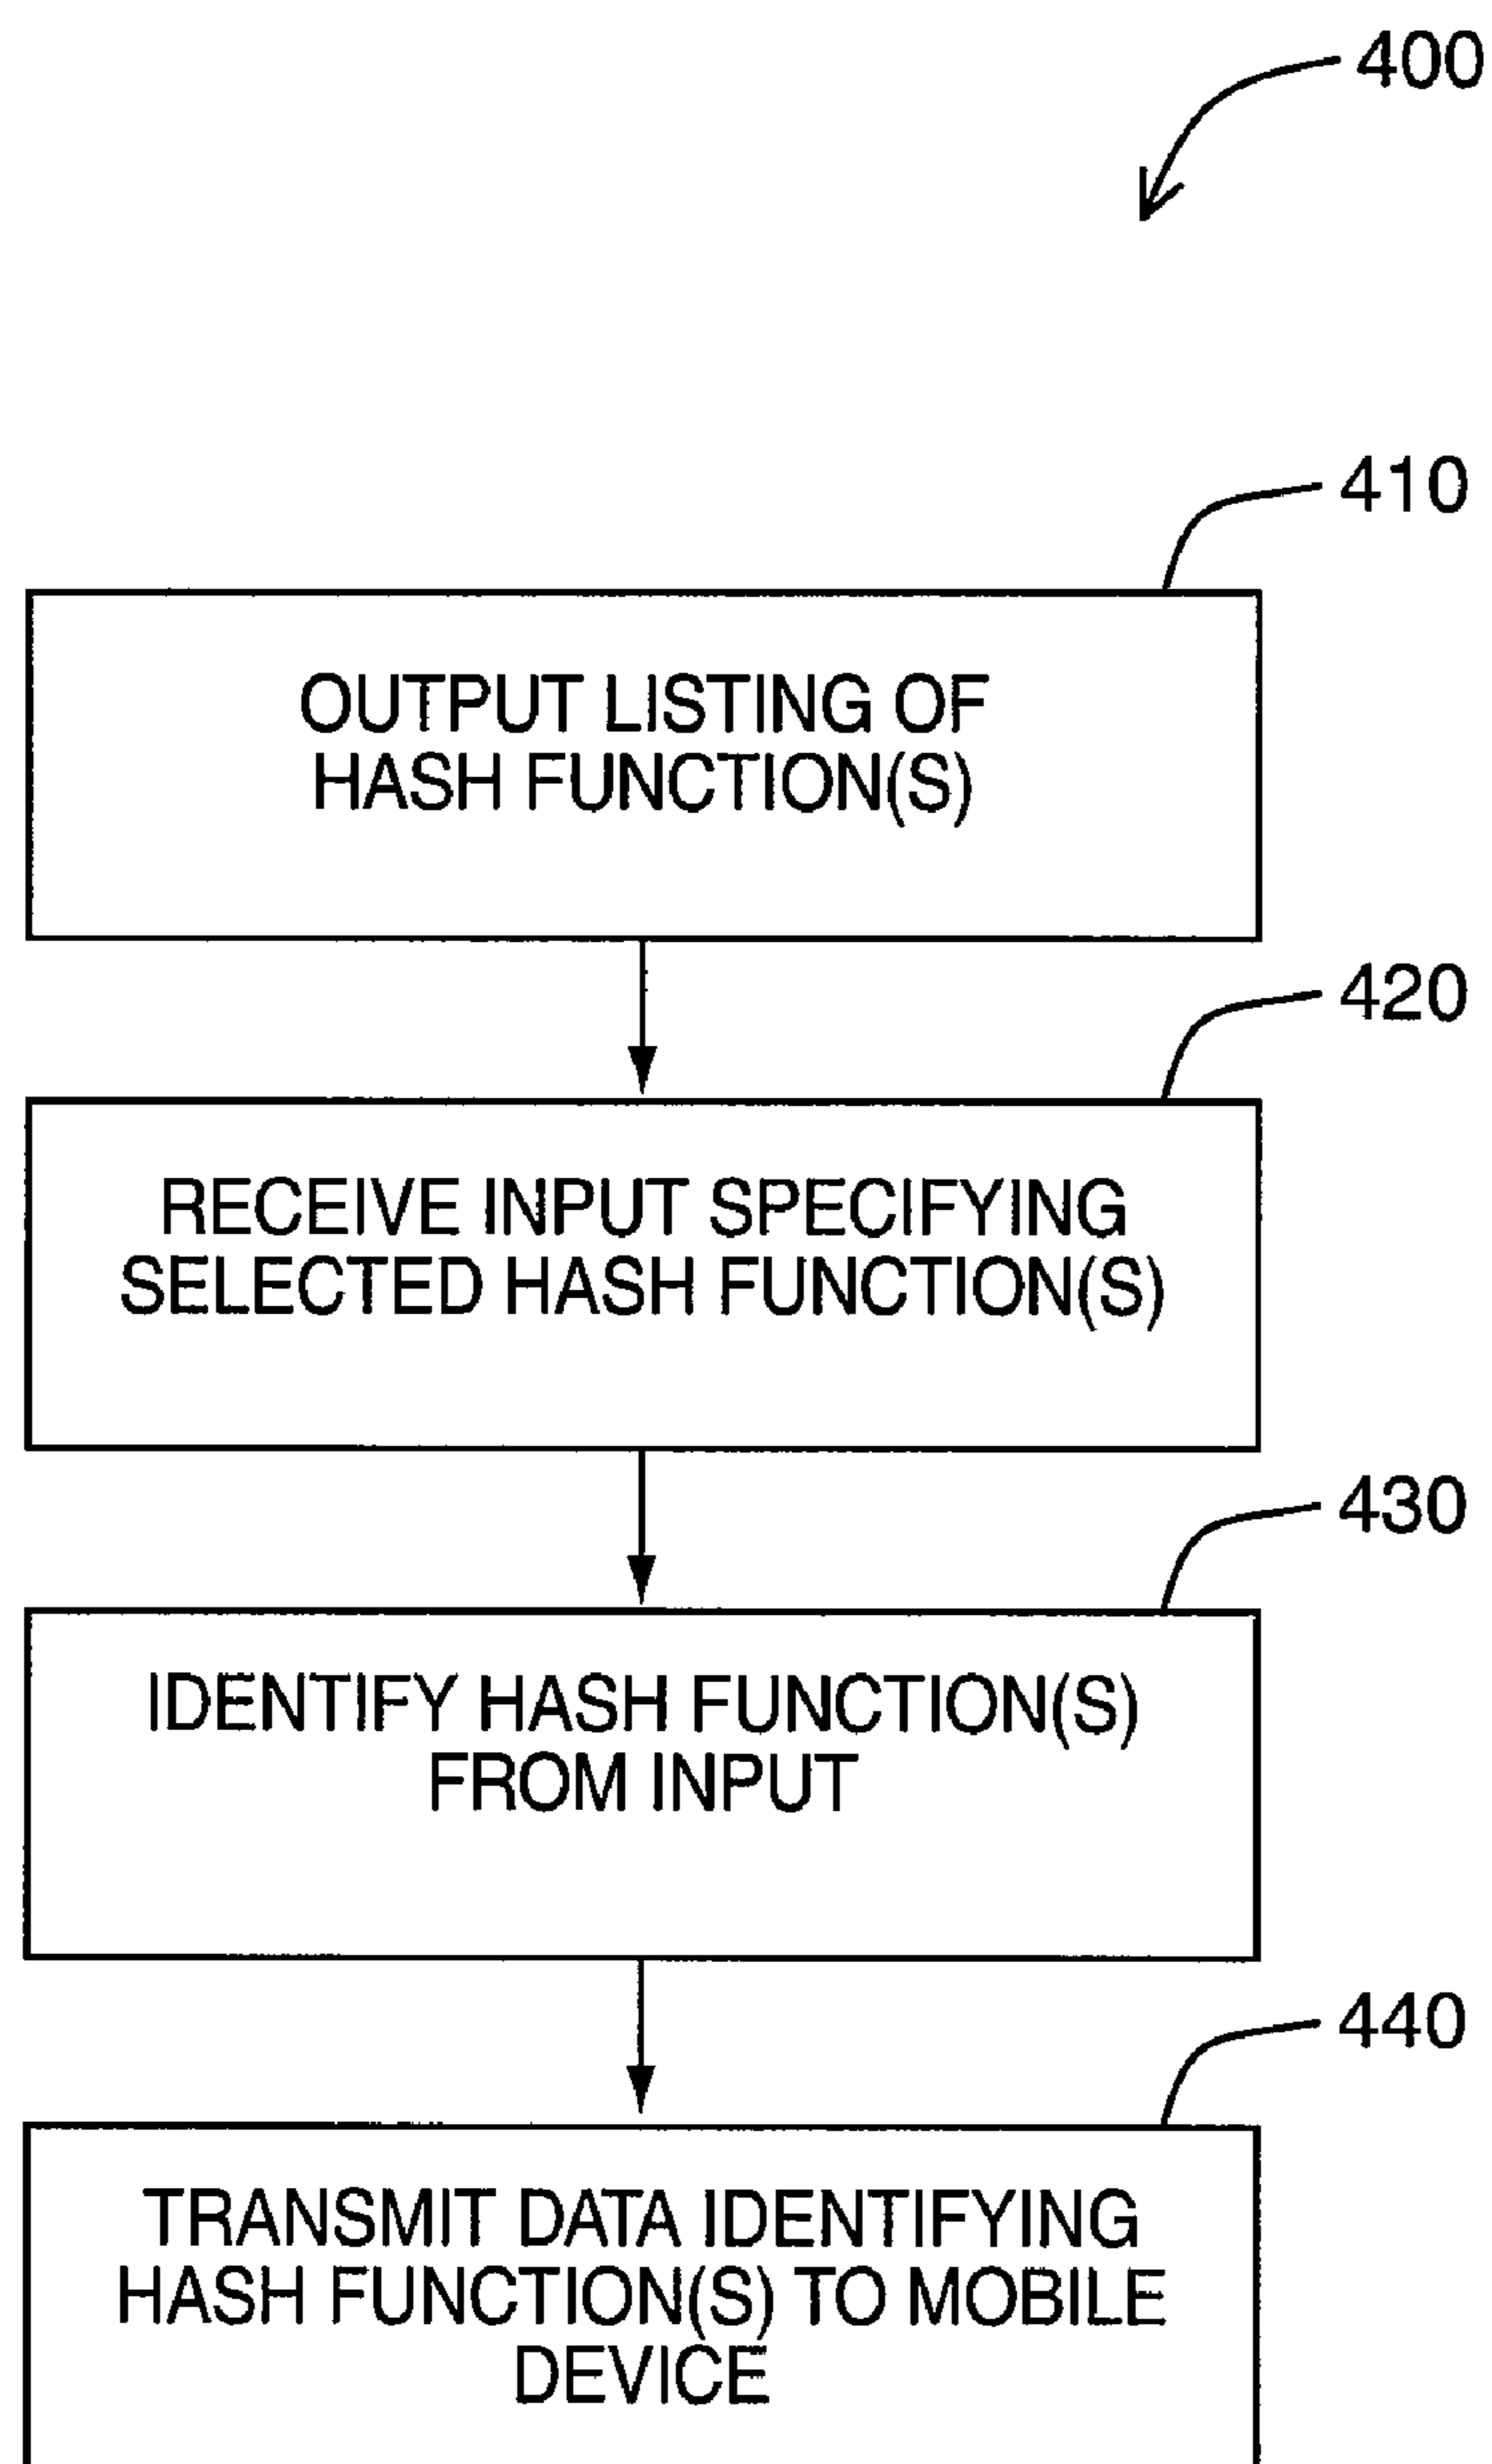 400
410
OUTPUT LISTING OF
HASH FUNCTION(S)
420
RECEIVE INPUT SPECIFYING
SELECTED HASH FUNCTION(S)
430
IDENTIFY HASH FUNCTION(S)
FROM INPUT
440
TRANSMIT DATA IDENTIFYING
HASH FUNCTION(S) TO MOBILE
DEVICE